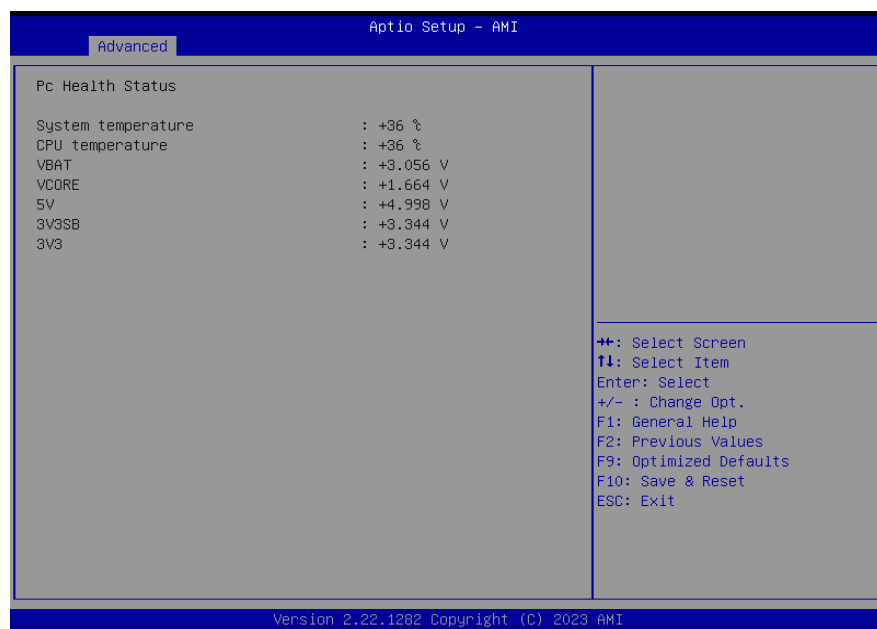 Aptio Setup – AMI
Advanced
Pc Health Status
System temperature : +36 ℃
CPU temperature : +36 ℃
VBAT : +3.056 V
VCORE : +1.664 V
5V : +4.998 V
3V3SB : +3.344 V
3V3 : +3.344 V
→←: Select Screen
↑↓: Select Item
Enter: Select
+/– : Change Opt.
F1: General Help
F2: Previous Values
F9: Optimized Defaults
F10: Save & Reset
ESC: Exit
Version 2.22.1282 Copyright (C) 2023 AMI